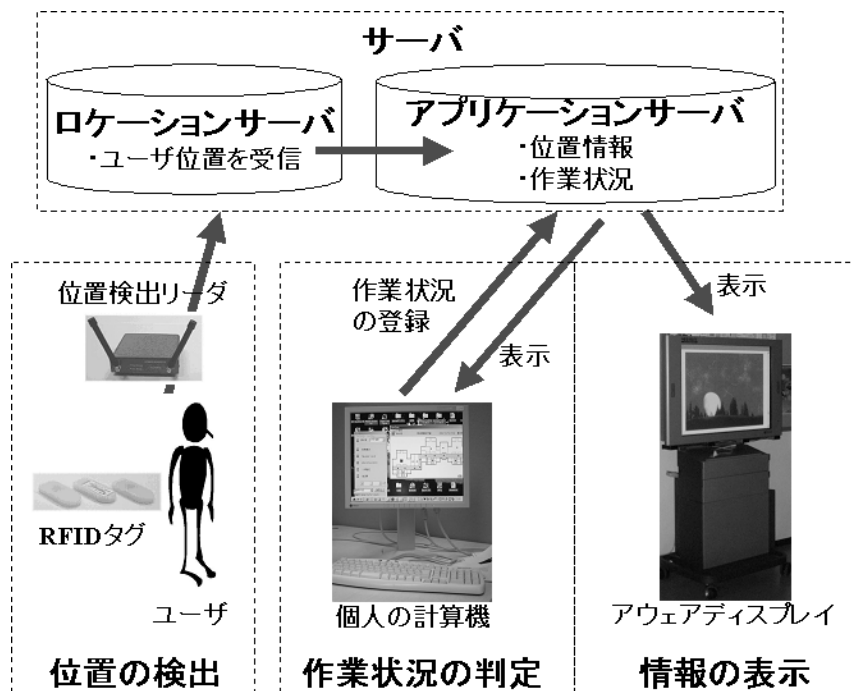 サーバ
ロケーションサーバ
・ユーザ位置を受信
アプリケーションサーバ
・位置情報
・作業状況
位置検出リーダ
RFIDタグ
ユーザ
位置の検出
作業状況
の登録
表示
個人の計算機
作業状況の判定
表示
アウェアディスプレイ
情報の表示